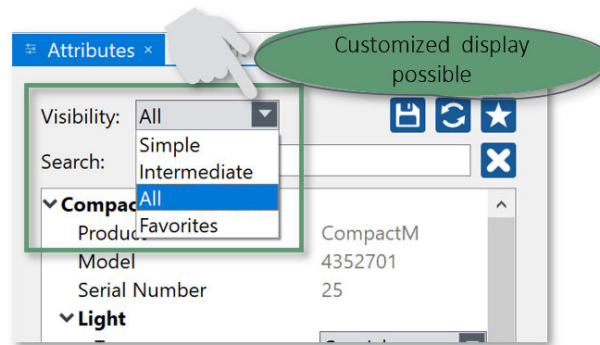 Attributes ×
Customized display
possible
Visibility: All
Simple
Intermediate
All
Favorites
Search:
Compac
Product CompactM
Model 4352701
Serial Number 25
Light